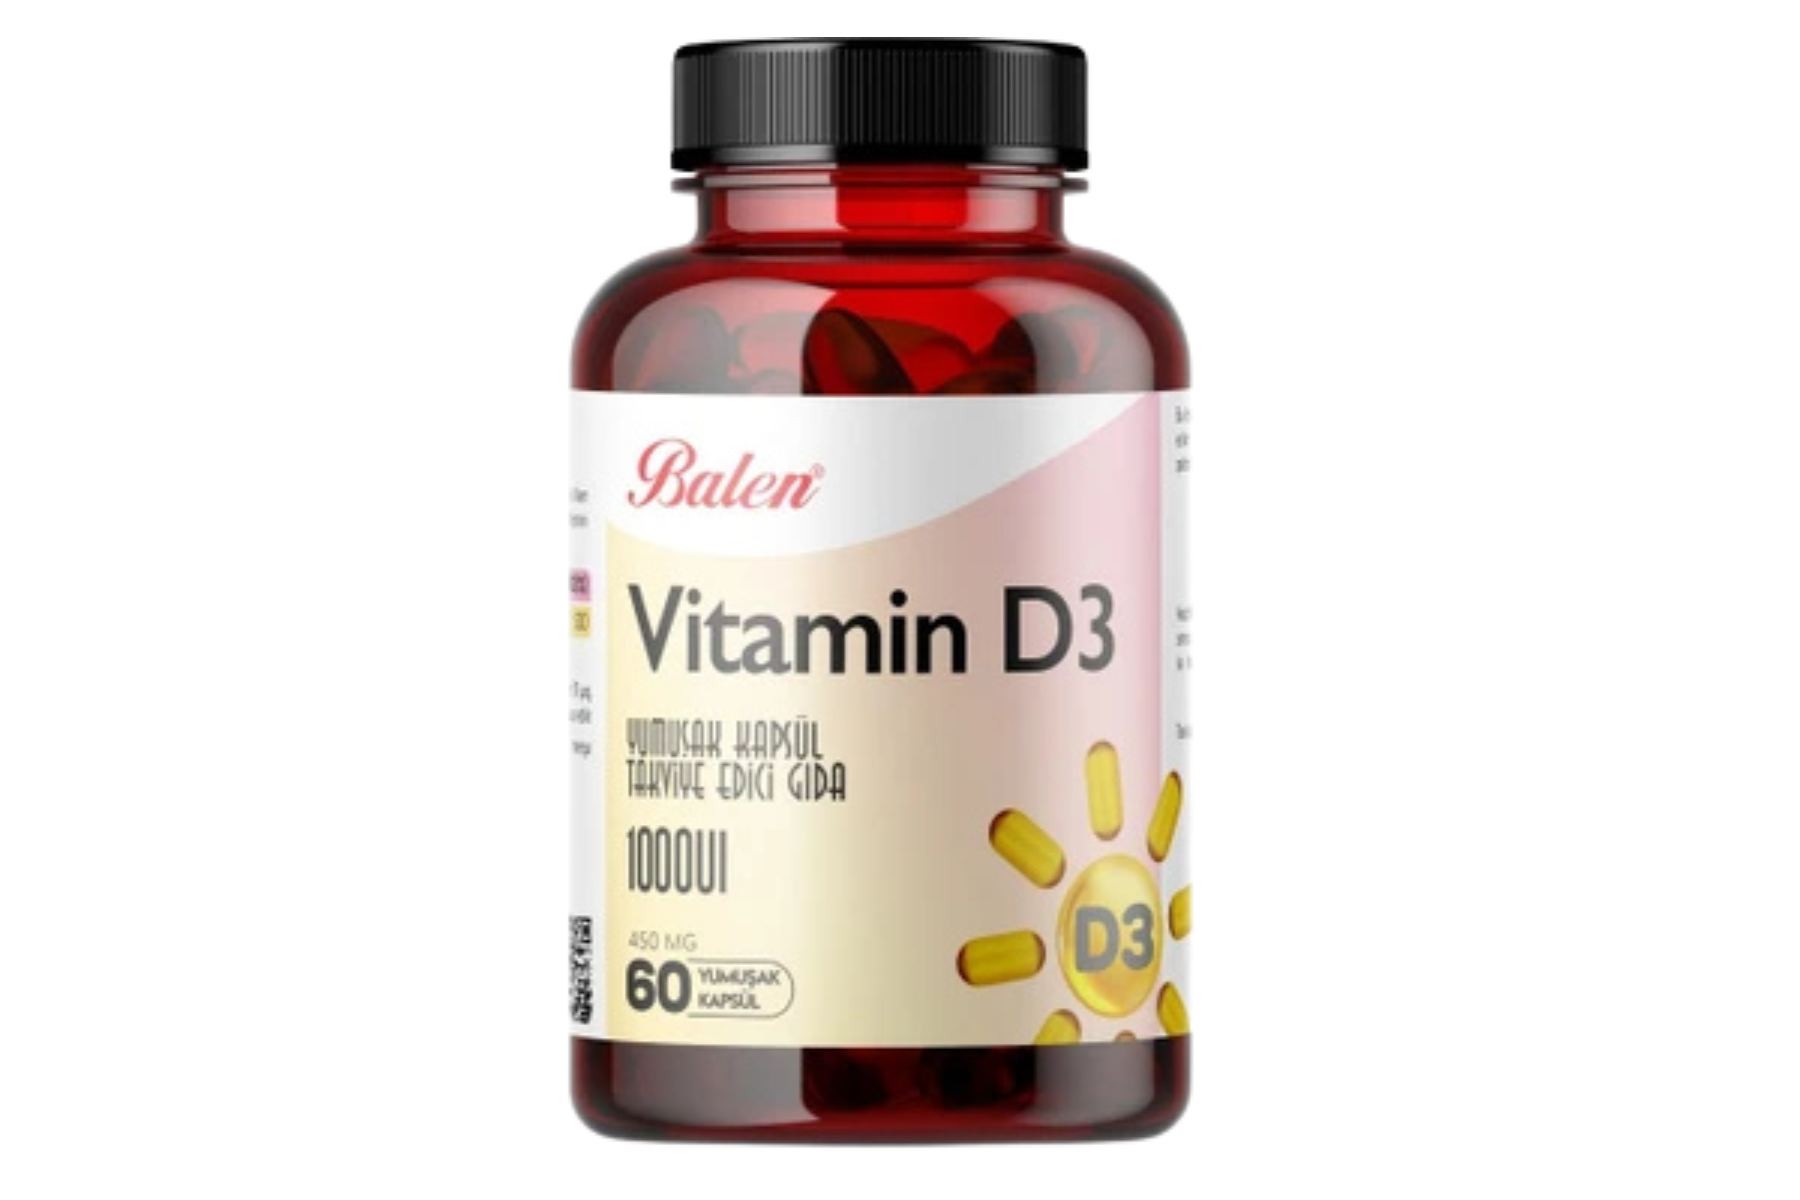 Balen®
Vitamin D3
YUMUŞAK KAPSÜL
TAKVİYE EDİCİ GIDA
1000UI
450 MG
60 YUMUŞAK
KAPSÜL
D3